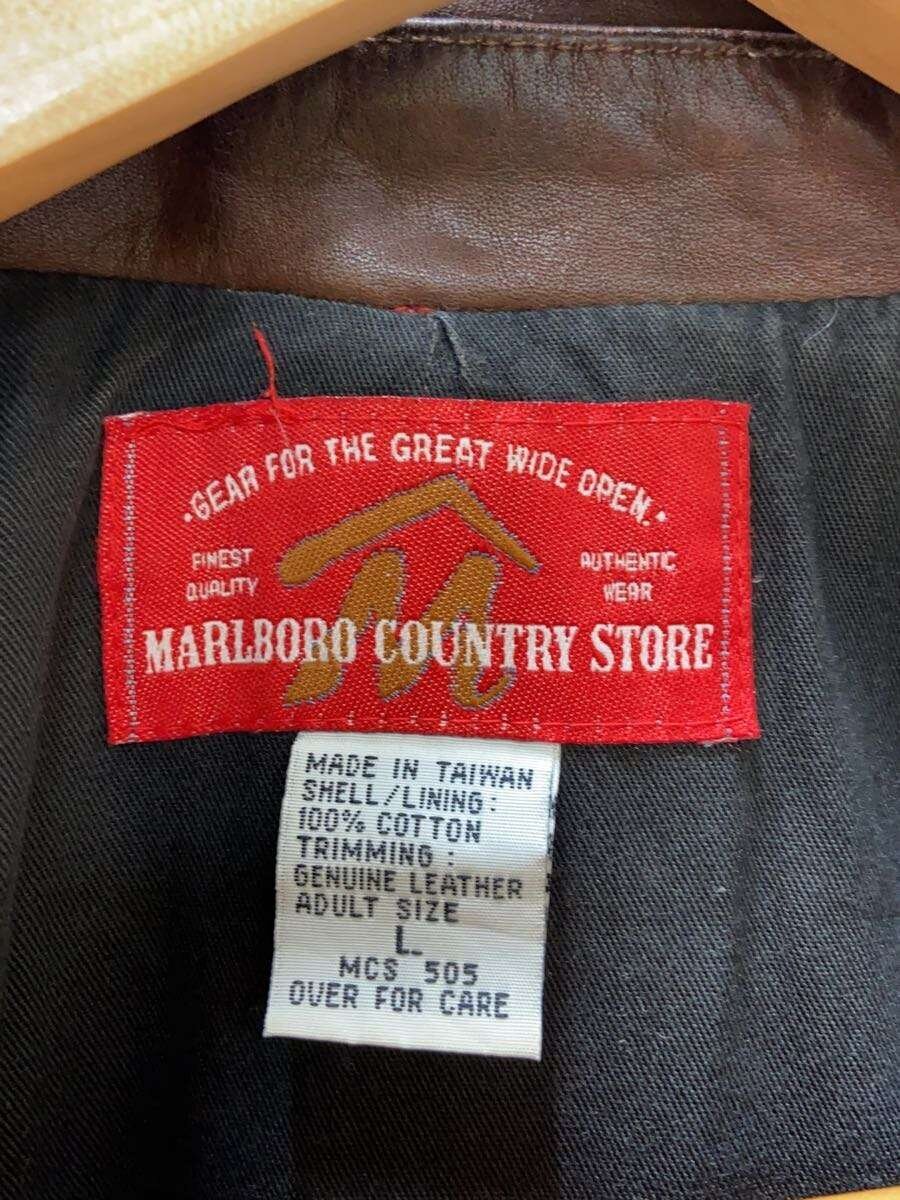 ·GEAR FOR THE GREAT WIDE OPEN.·
FINEST
QUALITY
AUTHENTIC
WEAR
M
MARLBORO COUNTRY STORE
MADE IN TAIWAN
SHELL/LINING:
100% COTTON
TRIMMING:
GENUINE LEATHER
ADULT SIZE
L
MCS 505
OVER FOR CARE